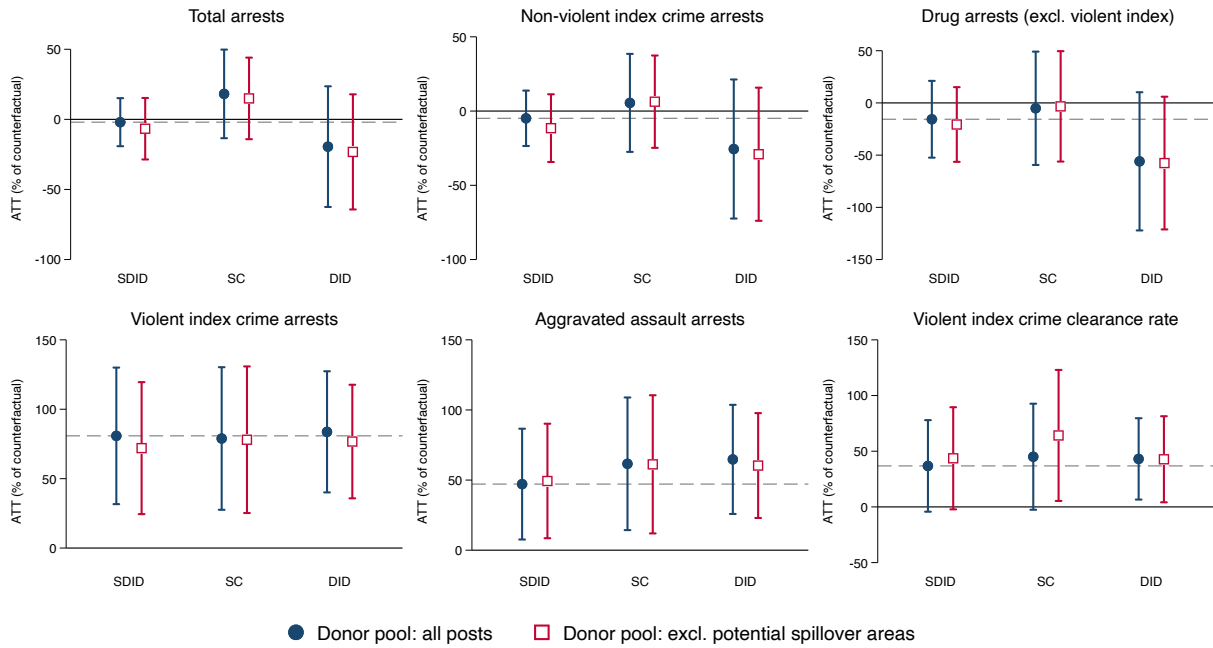 Total arrests
ATT (% of counterfactual)
50
0
-50
-100
SDID
SC
DID
Non-violent index crime arrests
ATT (% of counterfactual)
50
0
-50
-100
SDID
SC
DID
Drug arrests (excl. violent index)
ATT (% of counterfactual)
50
0
-50
-100
-150
SDID
SC
DID
Violent index crime arrests
ATT (% of counterfactual)
150
100
50
0
SDID
SC
DID
Aggravated assault arrests
ATT (% of counterfactual)
150
100
50
0
SDID
SC
DID
Violent index crime clearance rate
ATT (% of counterfactual)
150
100
50
0
-50
SDID
SC
DID
Donor pool: all posts
Donor pool: excl. potential spillover areas